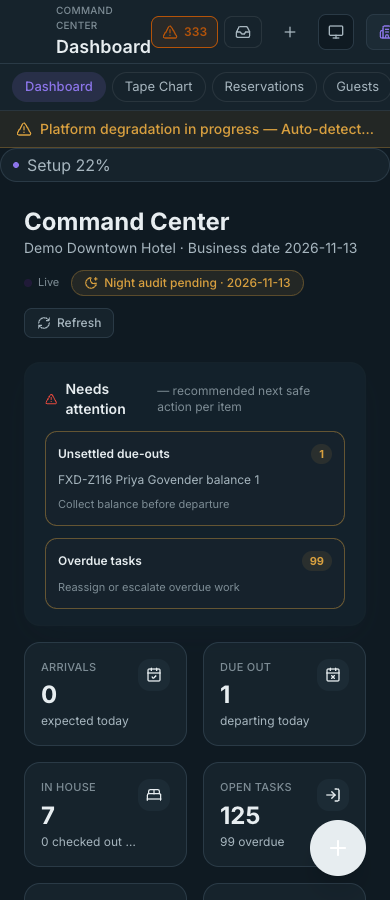 COMMAND
CENTER
Dashboard
333
Dashboard
Tape Chart
Reservations
Guests
Platform degradation in progress — Auto-detect...
Setup 22%
Command Center
Demo Downtown Hotel · Business date 2026-11-13
Live
Night audit pending · 2026-11-13
Refresh
Needs attention
— recommended next safe action per item
Unsettled due-outs
1
FXD-Z116 Priya Govender balance 1
Collect balance before departure
Overdue tasks
99
Reassign or escalate overdue work
ARRIVALS
0
expected today
DUE OUT
1
departing today
IN HOUSE
7
0 checked out ...
OPEN TASKS
125
99 overdue